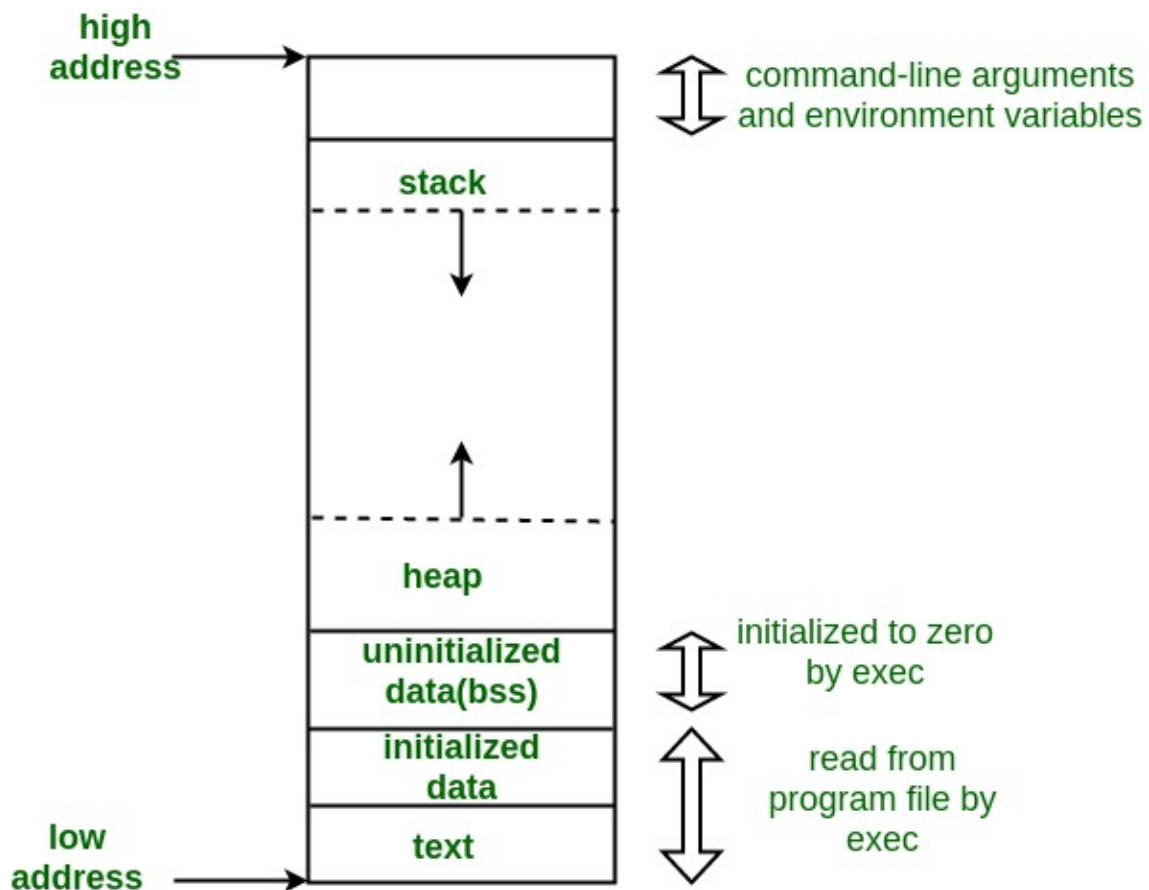 high
address
command-line arguments
and environment variables
stack
heap
uninitialized
data(bss)
initialized to zero
by exec
initialized
data
read from
program file by
exec
text
low
address